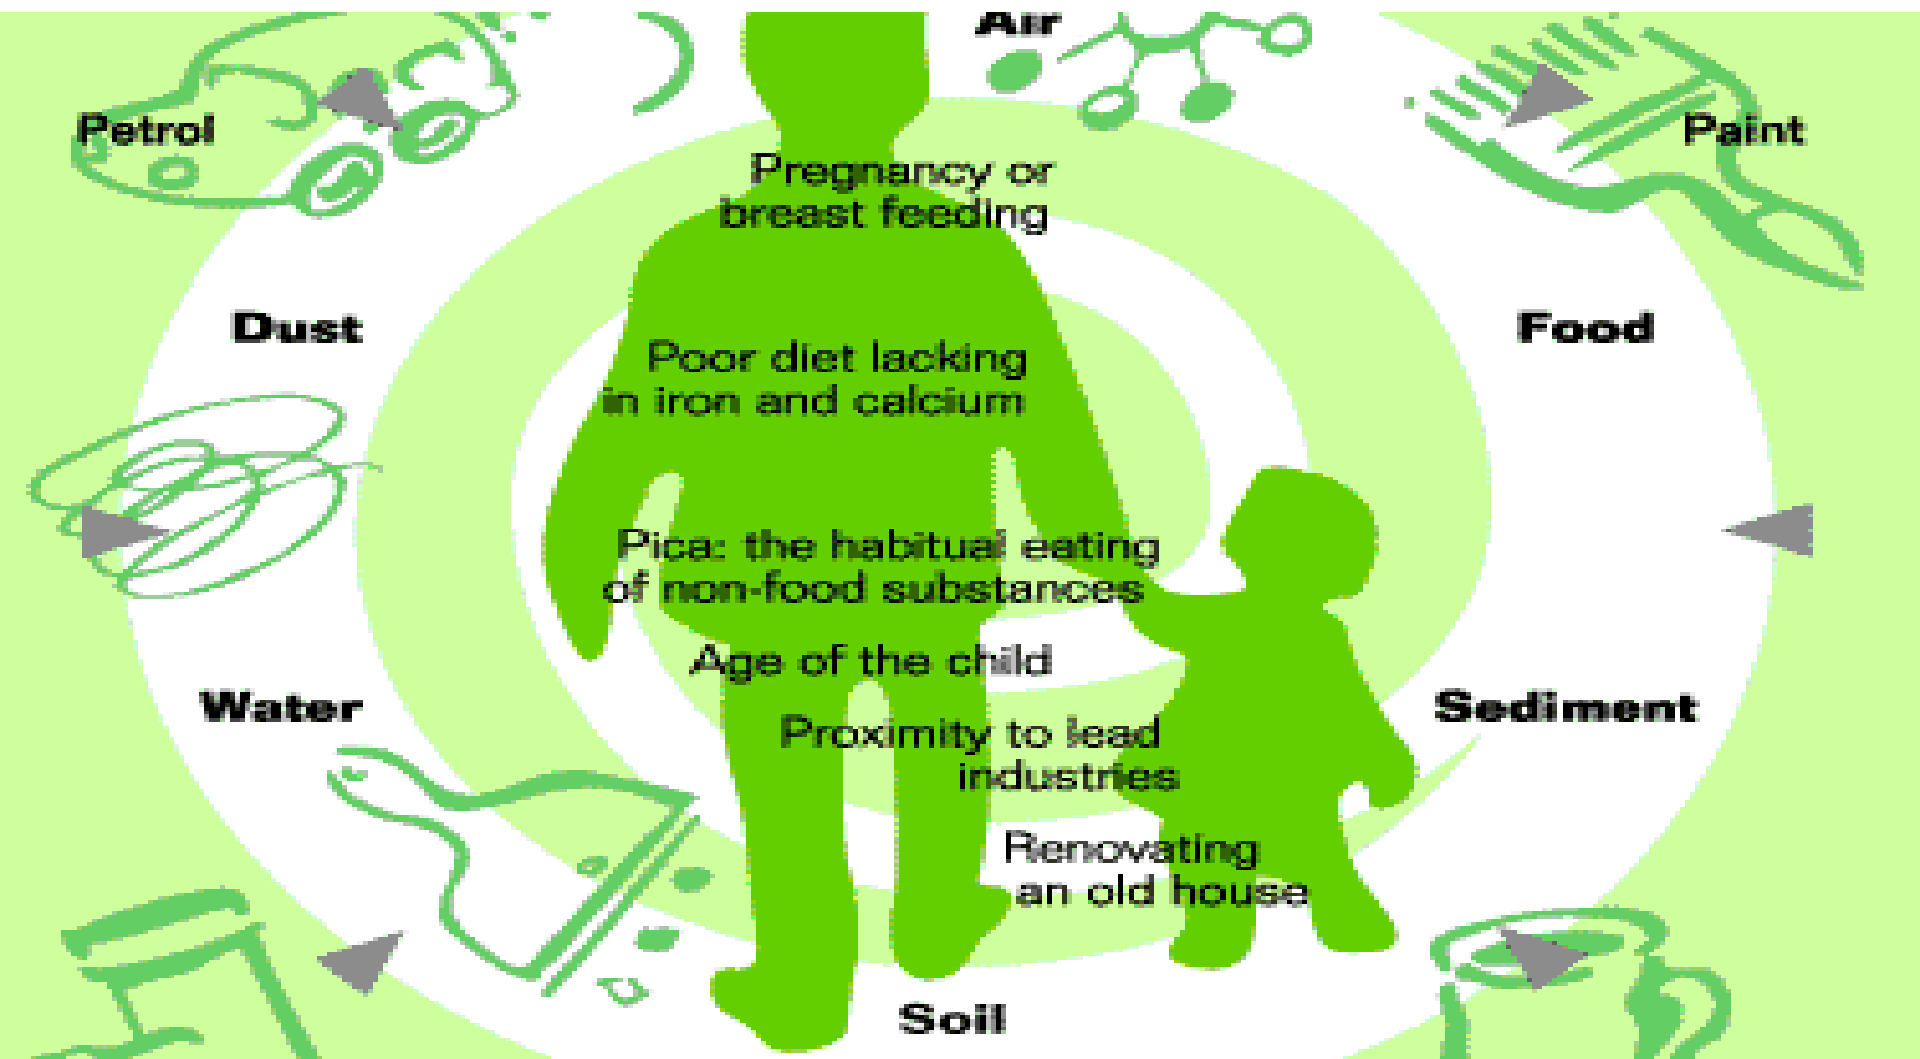 Air
Petrol
Paint
Pregnancy or
breast feeding
Dust
Food
Poor diet lacking
in iron and calcium
Pica: the habitual eating
of non-food substances
Age of the child
Water
Sediment
Proximity to lead
industries
Renovating
an old house
Soil